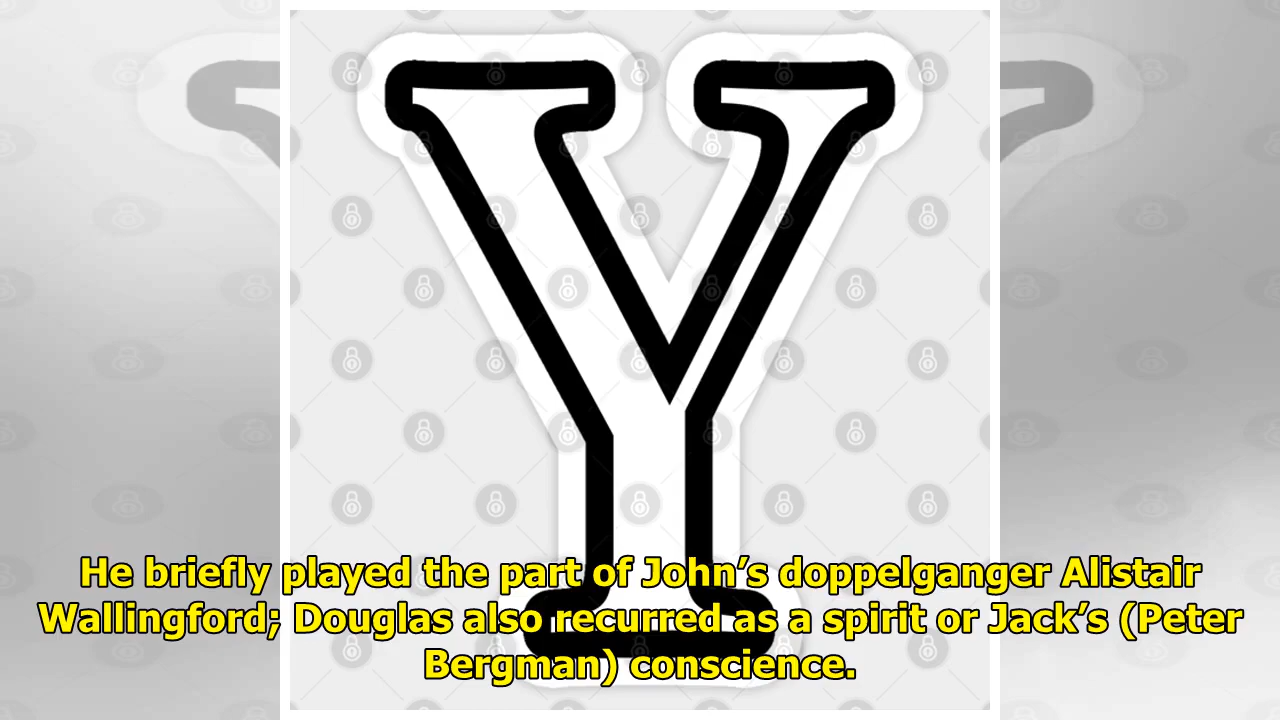 Y
He briefly played the part of John’s doppelganger Alistair
Wallingford; Douglas also recurred as a spirit or Jack’s (Peter
Bergman) conscience.